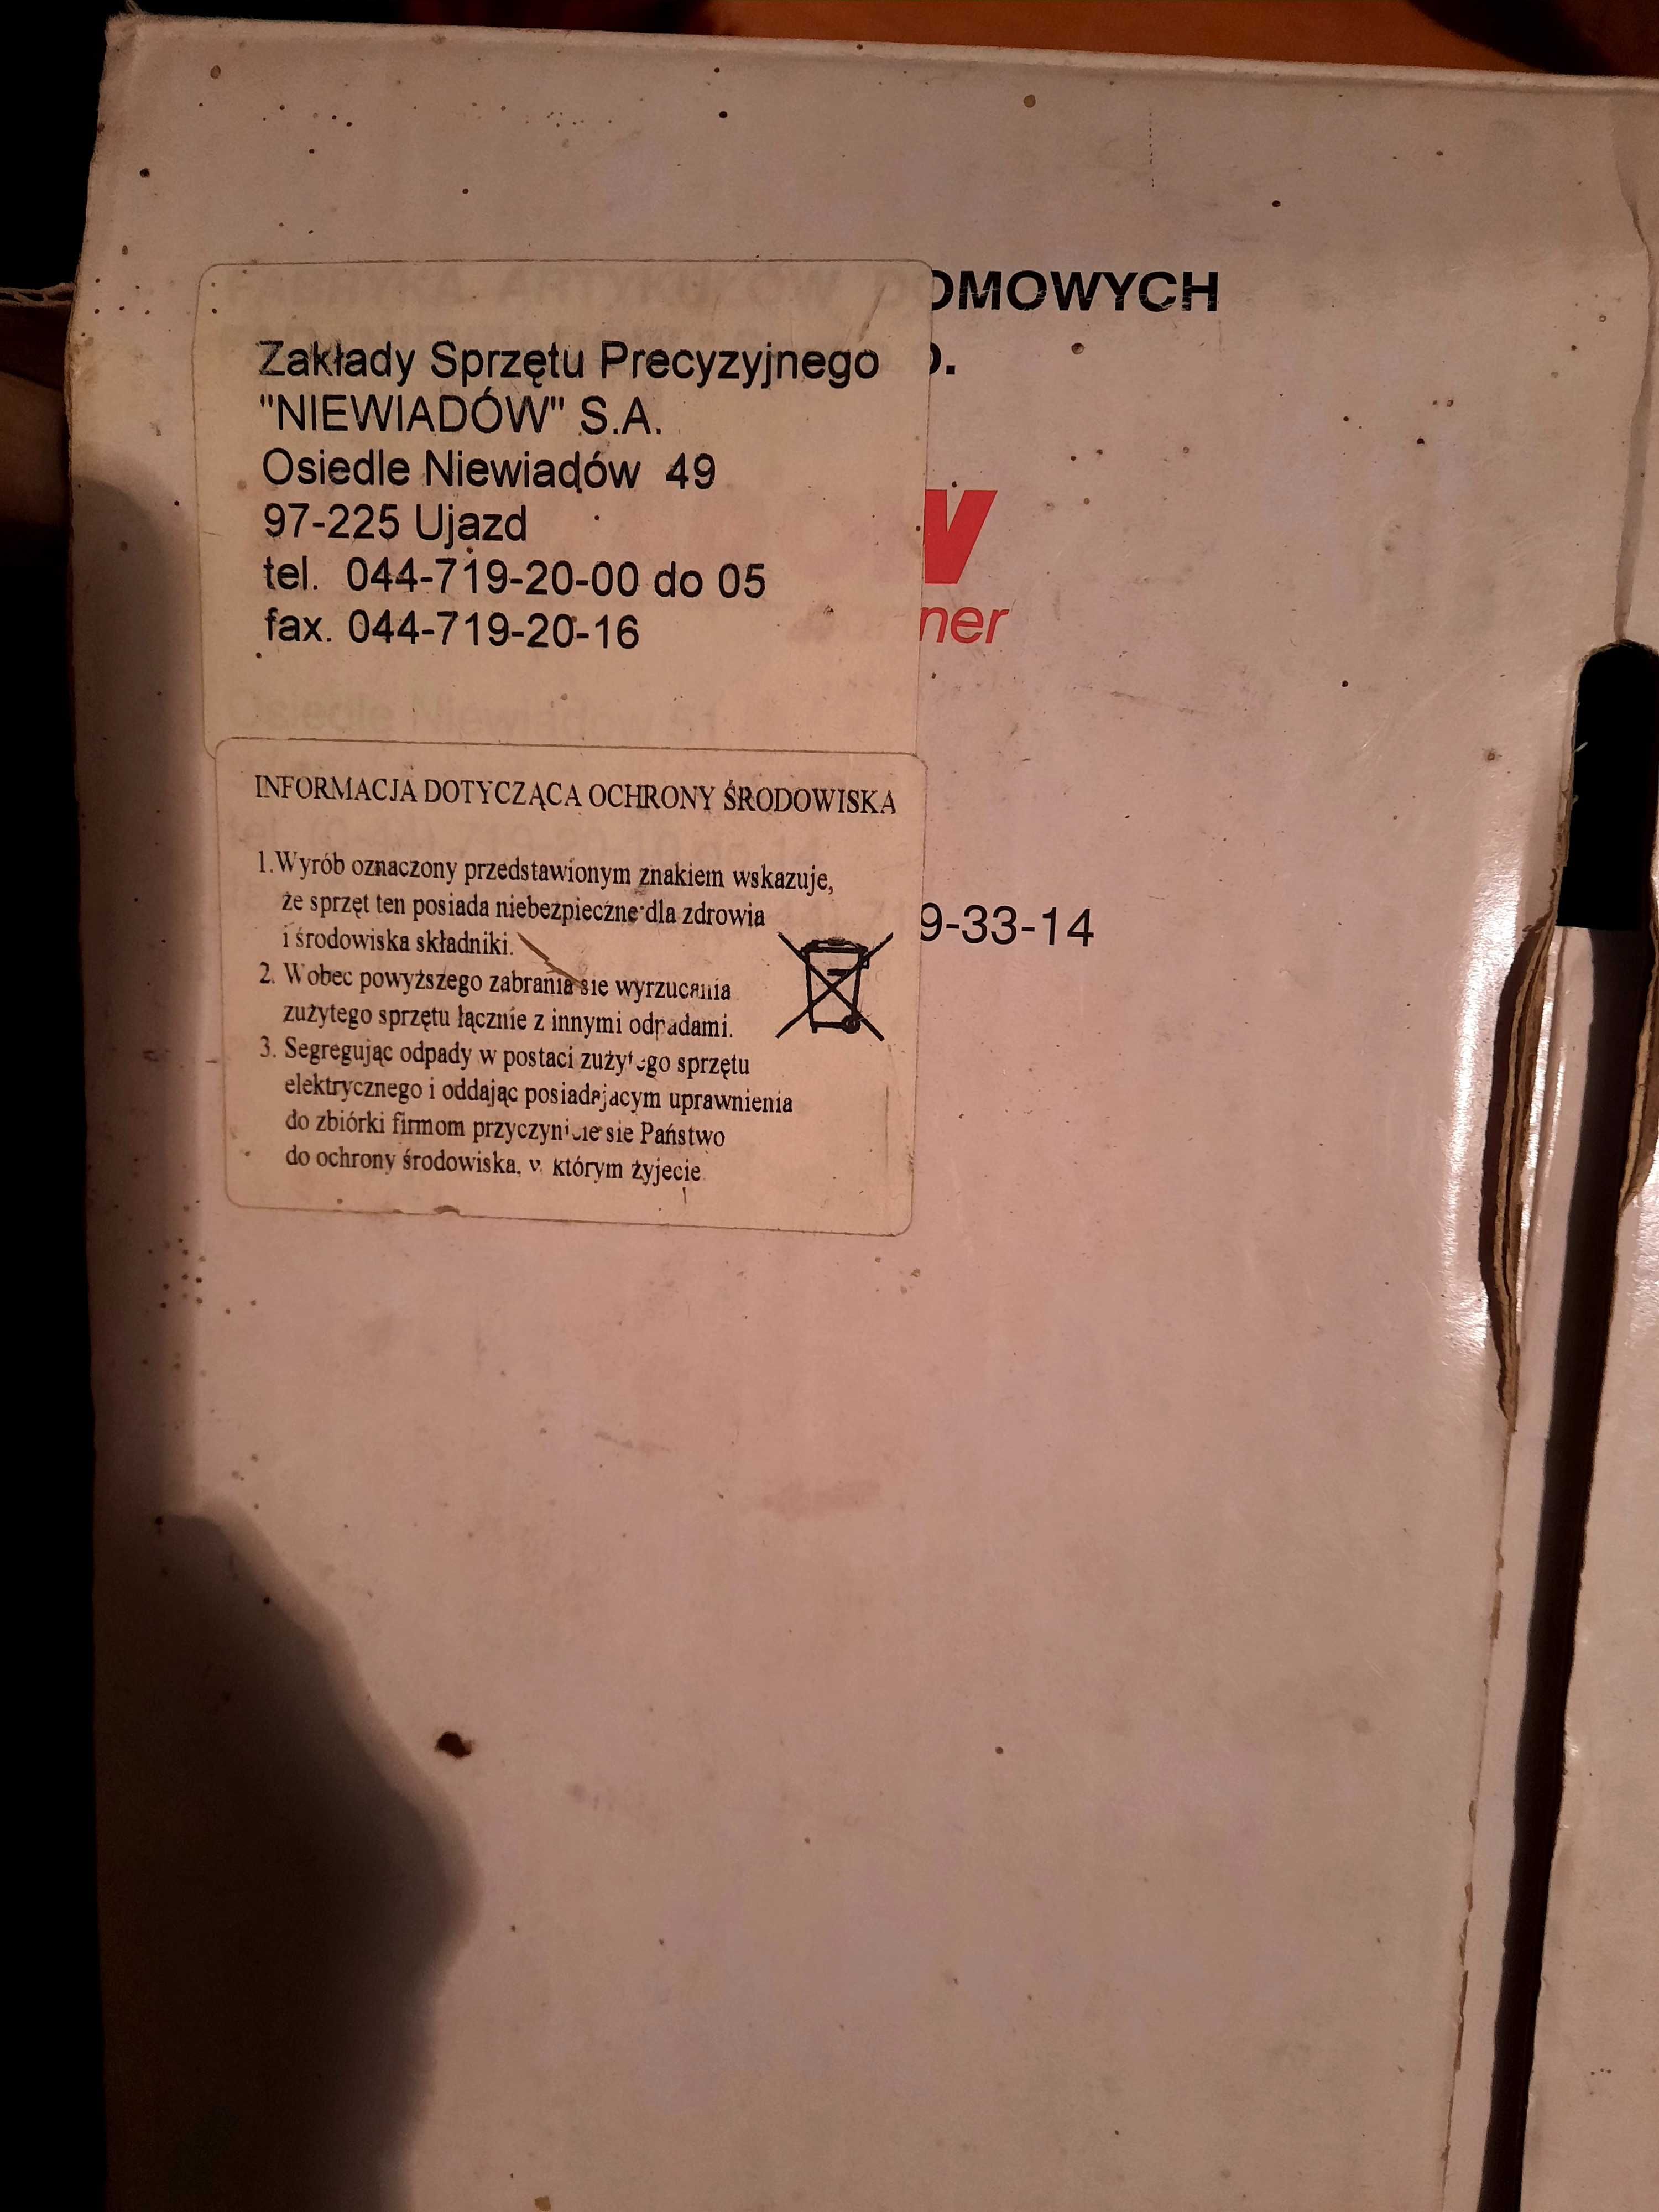 OMOWYCH
Zakłady Sprzętu Precyzyjnego
"NIEWIADÓW" S.A.
Osiedle Niewiadów 49
97-225 Ujazd
tel. 044-719-20-00 do 05
fax. 044-719-20-16
ner
Osiedle Niewiadów 51
INFORMACJA DOTYCZĄCA OCHRONY ŚRODOWISKA
1.Wyrób oznaczony przedstawionym znakiem wskazuje,
że sprzęt ten posiada niebezpieczne dla zdrowia
i środowiska składniki.
9-33-14
2. Wobec powyższego zabrania sie wyrzucania
zużytego sprzętu łącznie z innymi odpadami.
3. Segregując odpady w postaci zużytego sprzętu
elektrycznego i oddając posiadajacym uprawnienia
do zbiórki firmom przyczynicie sie Państwo
do ochrony środowiska, w którym żyjecie